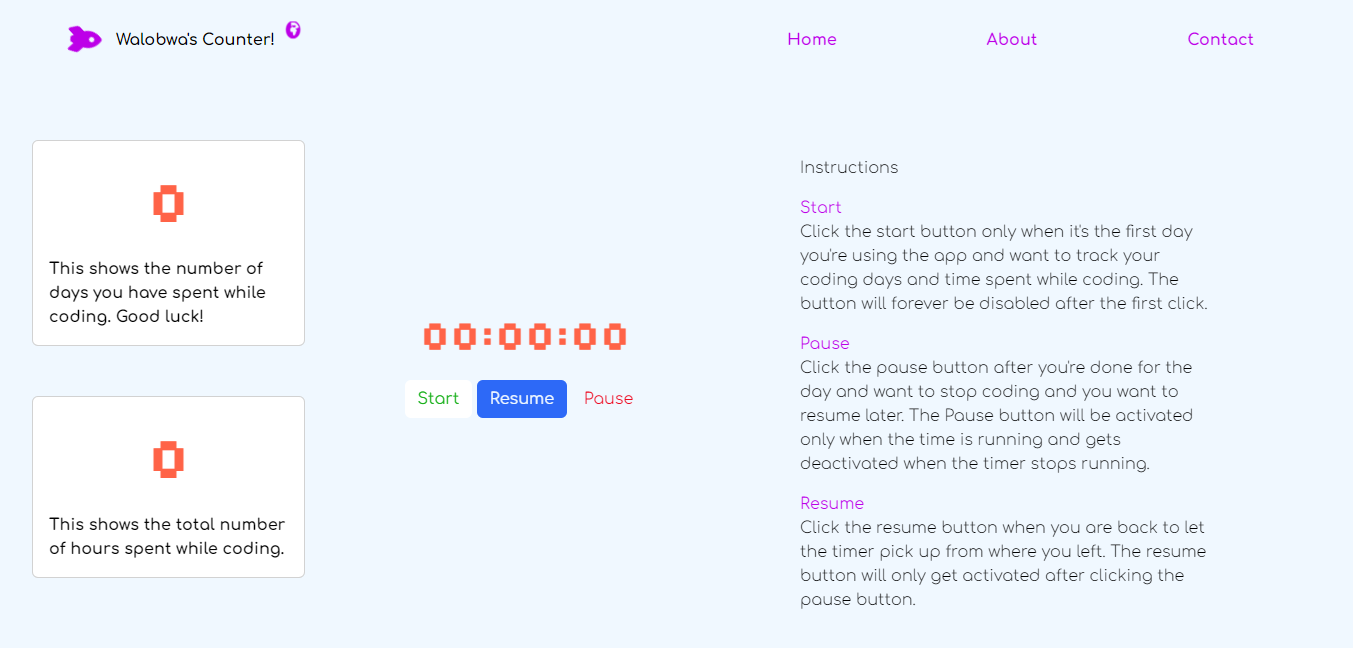 Walobwa's Counter!
Home
About
Contact
0
This shows the number of
days you have spent while
coding. Good luck!
0
This shows the total number
of hours spent while coding.
00:00:00
Start
Resume
Pause
Instructions
Start
Click the start button only when it's the first day
you're using the app and want to track your
coding days and time spent while coding. The
button will forever be disabled after the first click.
Pause
Click the pause button after you're done for the
day and want to stop coding and you want to
resume later. The Pause button will be activated
only when the time is running and gets
deactivated when the timer stops running.
Resume
Click the resume button when you are back to let
the timer pick up from where you left. The resume
button will only get activated after clicking the
pause button.